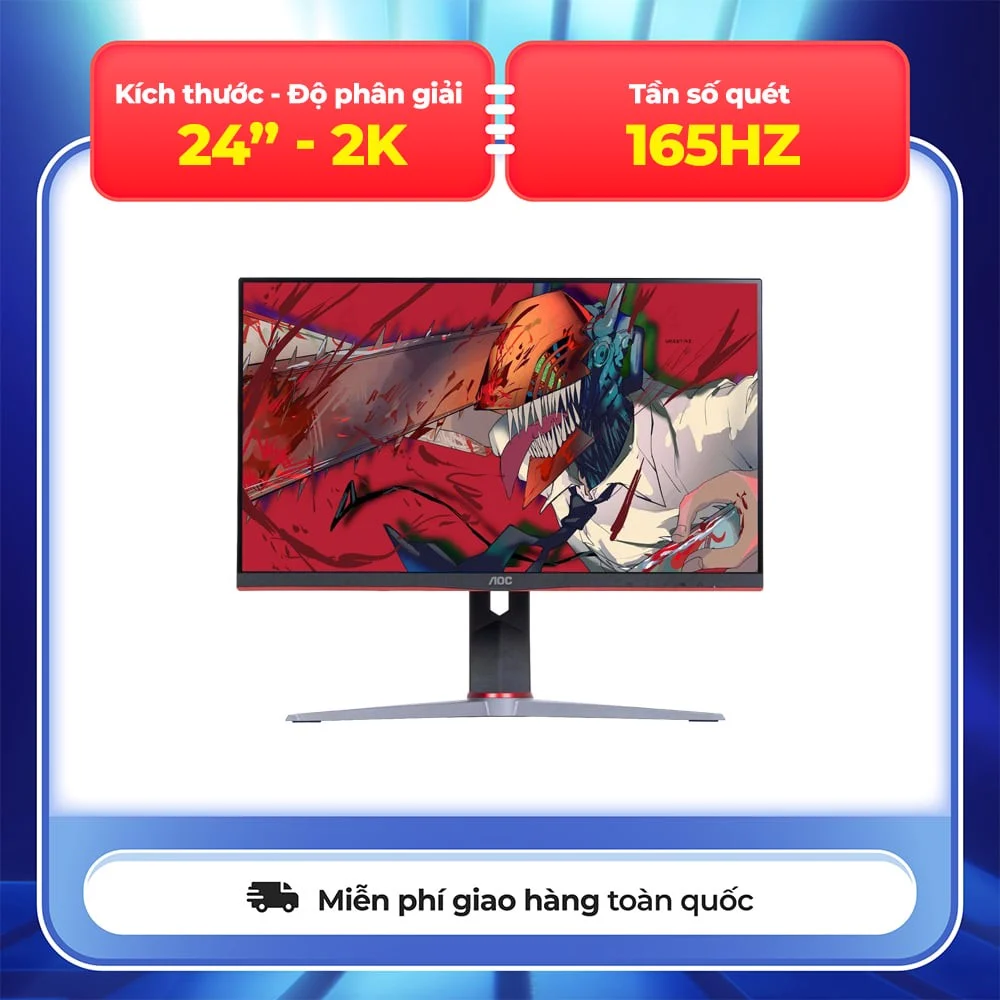 Kích thước - Độ phân giải
24” - 2K
Tần số quét
165HZ
AOC
Miễn phí giao hàng toàn quốc